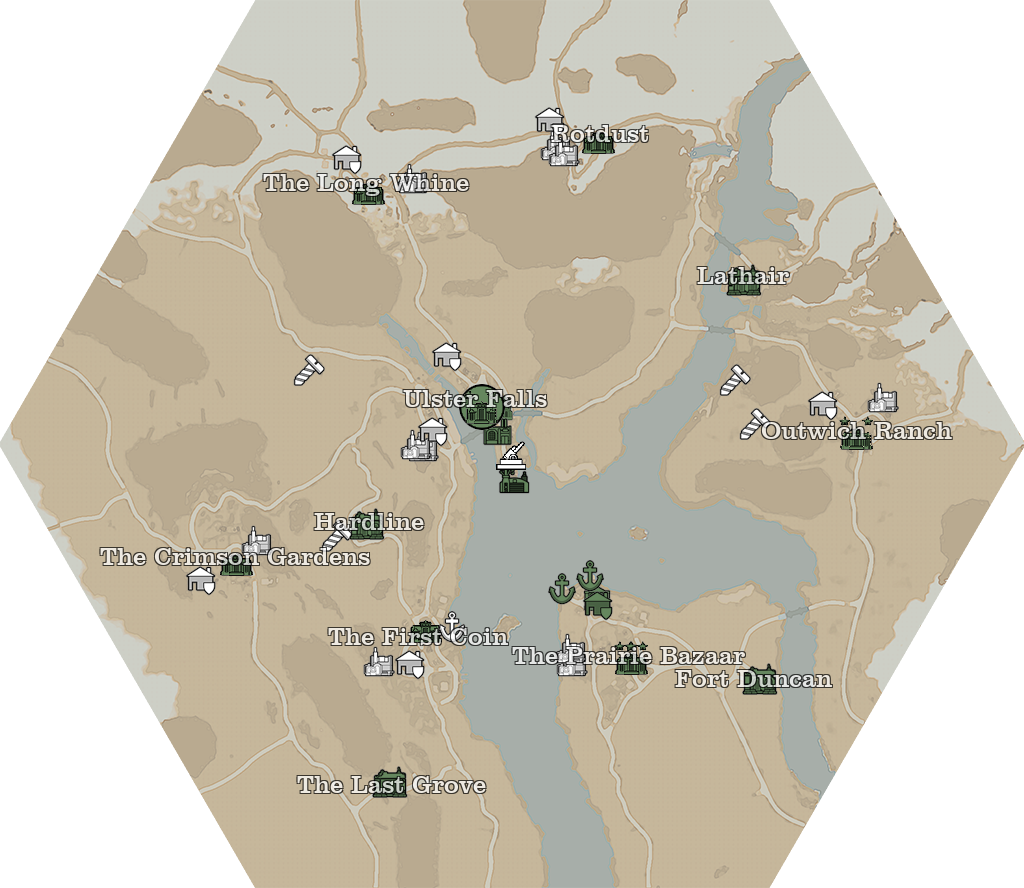 Rotdust
The Long Whine
Lathair
Ulster Falls
Outwich Ranch
Hardline
The Crimson Gardens
The First Coin
The Prairie Bazaar
Fort Duncan
The Last Grove